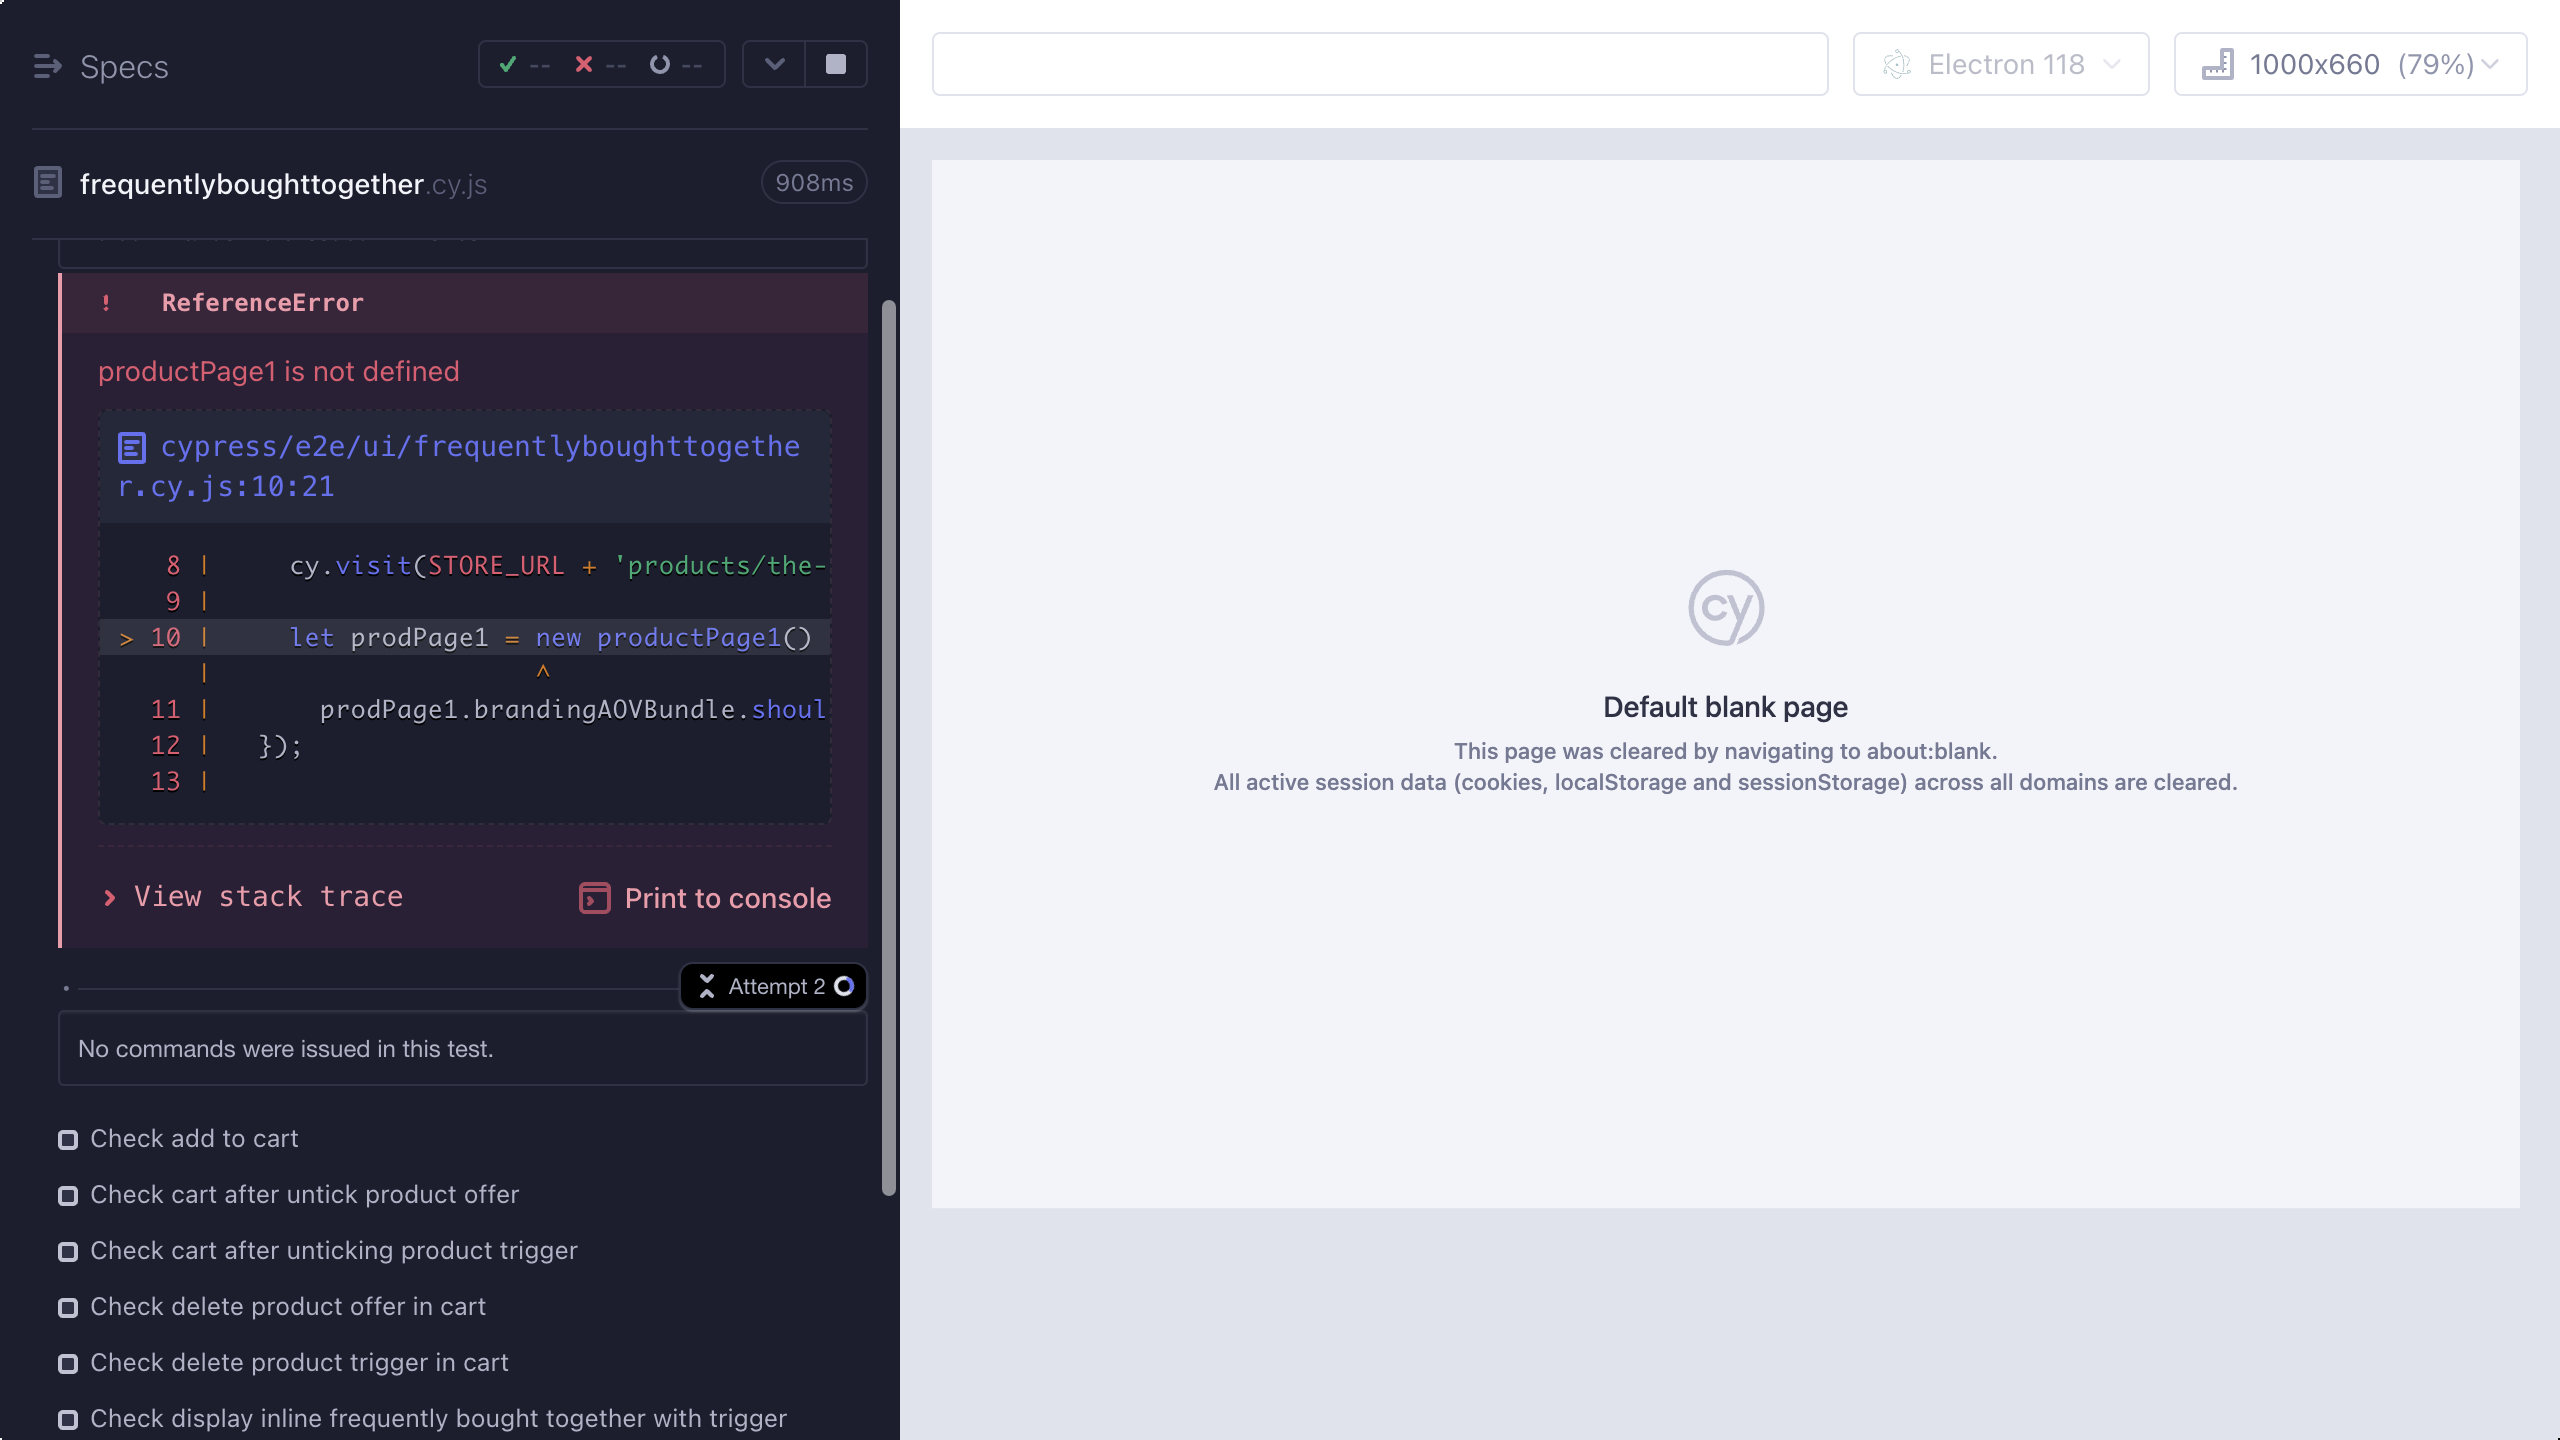 Specs
-- -- --
Electron 118
1000x660 (79%)
frequentlyboughttogether.cy.js
908ms
! ReferenceError
productPage1 is not defined
cypress/e2e/ui/frequentlyboughttogethe
r.cy.js:10:21
8 | cy.visit(STORE_URL + 'products/the-
9 |
> 10 | let prodPage1 = new productPage1()
| ^
11 | prodPage1.brandingAOVBundle.shoul
12 | });
13 |
View stack trace
Print to console
Attempt 2
No commands were issued in this test.
Check add to cart
Check cart after untick product offer
Check cart after unticking product trigger
Check delete product offer in cart
Check delete product trigger in cart
Check display inline frequently bought together with trigger
cy
Default blank page
This page was cleared by navigating to about:blank.
All active session data (cookies, localStorage and sessionStorage) across all domains are cleared.